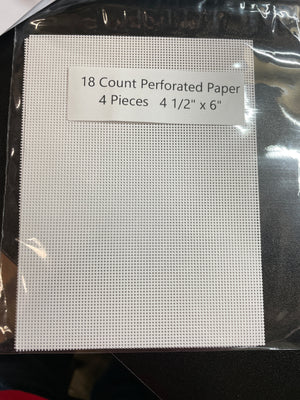 18 Count Perforated Paper
4 Pieces 4 1/2" x 6"